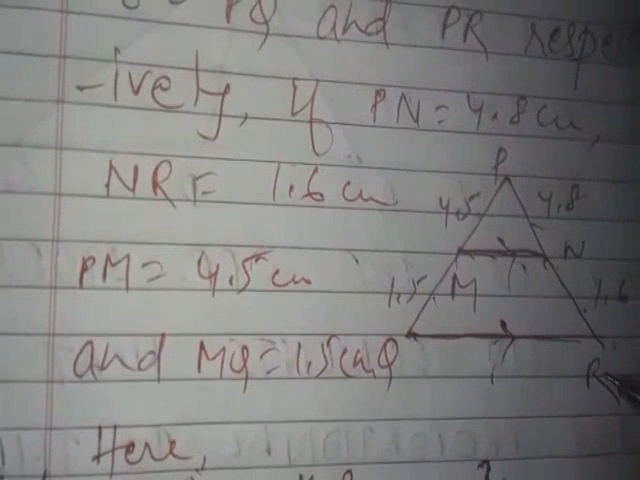 PQ and PR respe
-ively, if PN = 4.8 cm,
NR = 1.6 cm
PM = 4.5 cm
and MQ = 1.5 cm
P
4.5 4.8
M N
1.5 1.6
Q R
Here,